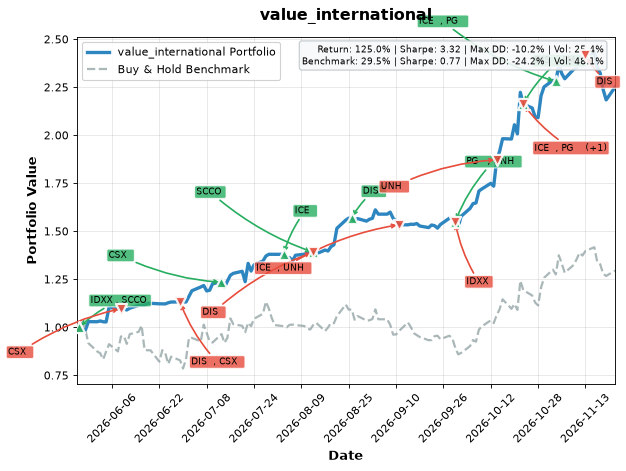 value_international
ICE , PG
value_international Portfolio
Buy & Hold Benchmark
Return: 125.0% | Sharpe: 3.32 | Max DD: -10.2% | Vol: 25.4%
Benchmark: 29.5% | Sharpe: 0.77 | Max DD: -24.2% | Vol: 48.1%
DIS
ICE , PG (+1)
UNH
SCCO
DIS
ICE
CSX
ICE , UNH
IDXX
IDXX , SCCO
DIS
CSX
DIS , CSX
Portfolio Value
2.50
2.25
2.00
1.75
1.50
1.25
1.00
0.75
2026-06-06
2026-06-22
2026-07-08
2026-07-24
2026-08-09
2026-08-25
2026-09-10
2026-09-26
2026-10-12
2026-10-28
2026-11-13
Date